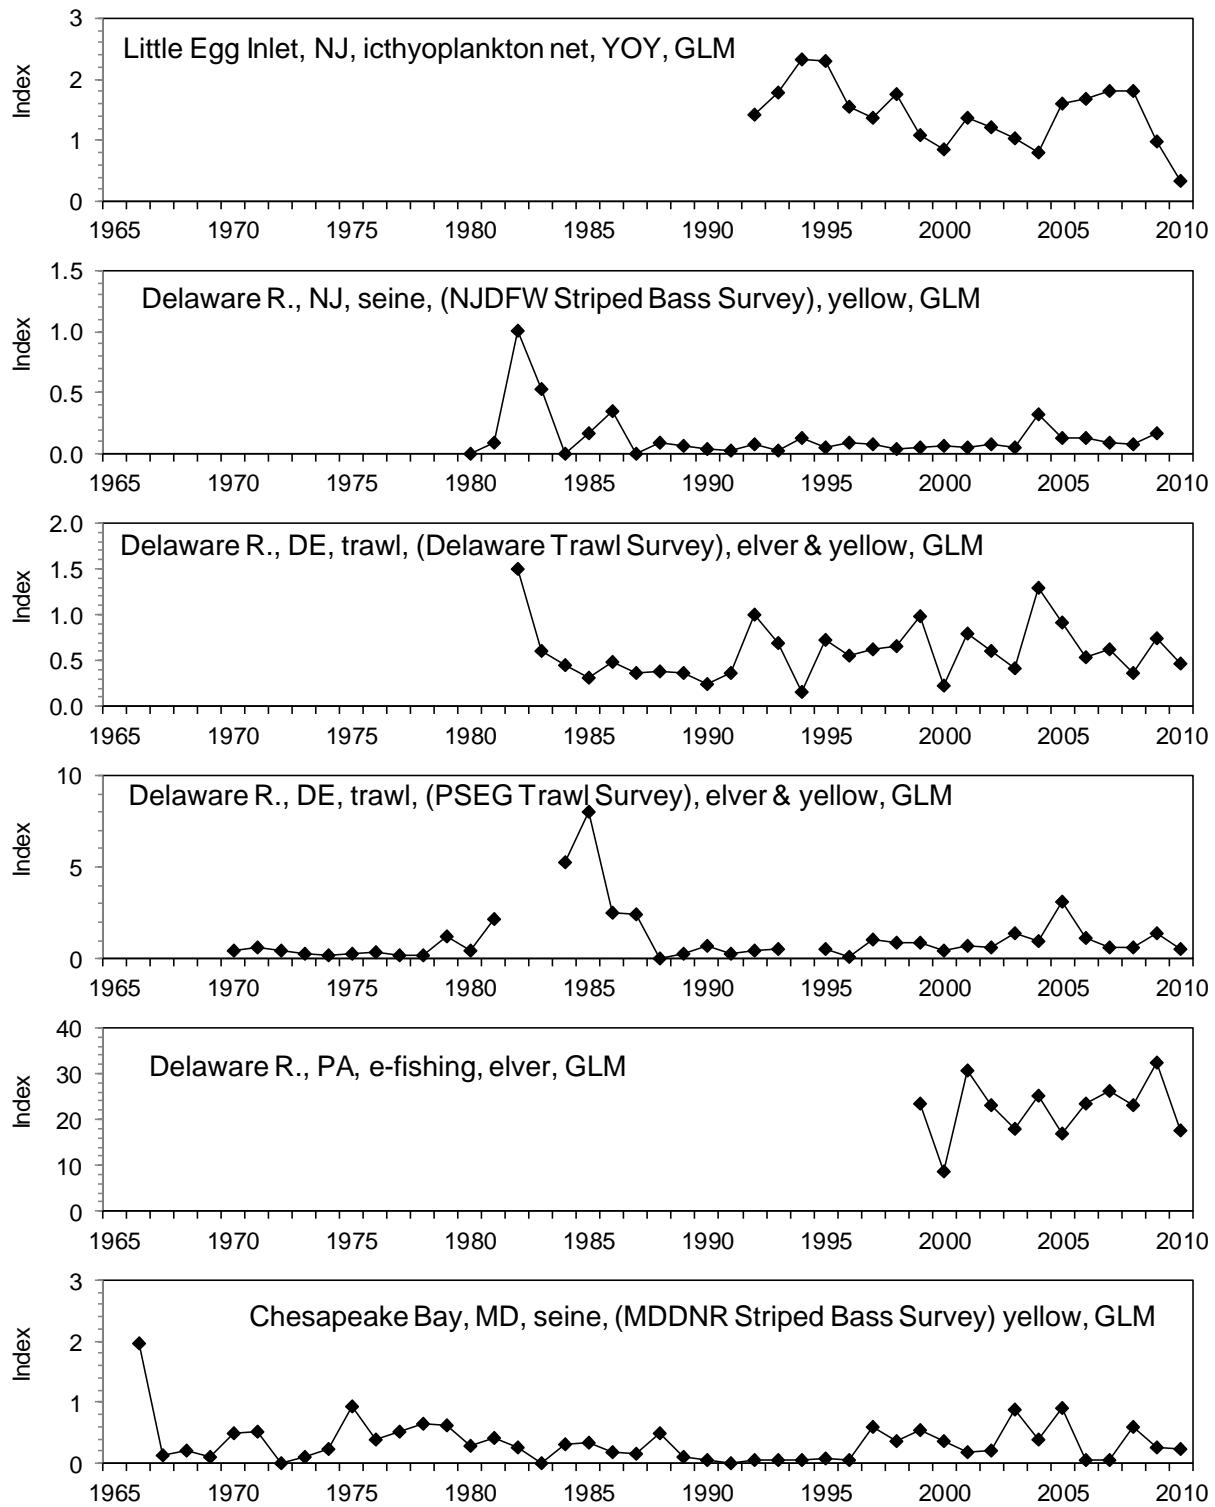 3
Little Egg Inlet, NJ, icthyoplankton net, YOY, GLM
2
Index
1
0
1965 1970 1975 1980 1985 1990 1995 2000 2005 2010
1.5
Delaware R., NJ, seine, (NJDFW Striped Bass Survey), yellow, GLM
1.0
Index
0.5
0.0
1965 1970 1975 1980 1985 1990 1995 2000 2005 2010
2.0
Delaware R., DE, trawl, (Delaware Trawl Survey), elver & yellow, GLM
1.5
Index
1.0
0.5
0.0
1965 1970 1975 1980 1985 1990 1995 2000 2005 2010
10
Delaware R., DE, trawl, (PSEG Trawl Survey), elver & yellow, GLM
Index
5
0
1965 1970 1975 1980 1985 1990 1995 2000 2005 2010
40
Delaware R., PA, e-fishing, elver, GLM
30
Index
20
10
0
1965 1970 1975 1980 1985 1990 1995 2000 2005 2010
3
Chesapeake Bay, MD, seine, (MDDNR Striped Bass Survey) yellow, GLM
2
Index
1
0
1965 1970 1975 1980 1985 1990 1995 2000 2005 2010